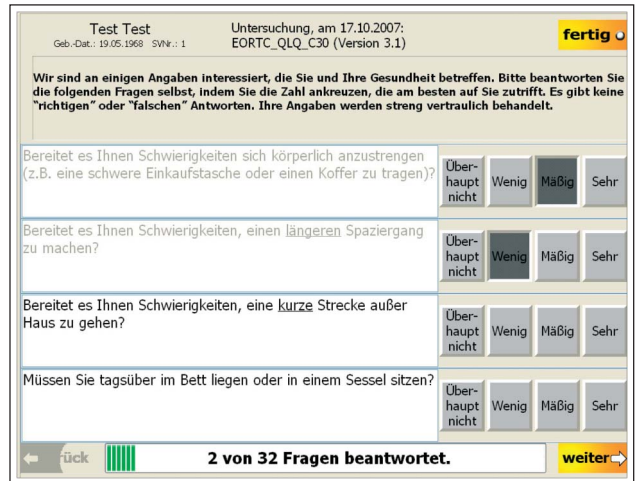 Test Test
Geb.-Dat.: 19.05.1968 SVNr.: 1
Untersuchung, am 17.10.2007:
EORTC_QLQ_C30 (Version 3.1)
fertig
Wir sind an einigen Angaben interessiert, die Sie und Ihre Gesundheit betreffen. Bitte beantworten Sie
die folgenden Fragen selbst, indem Sie die Zahl ankreuzen, die am besten auf Sie zutrifft. Es gibt keine
"richtigen" oder "falschen" Antworten. Ihre Angaben werden streng vertraulich behandelt.
Bereitet es Ihnen Schwierigkeiten sich körperlich anzustrengen
(z.B. eine schwere Einkaufstasche oder einen Koffer zu tragen)?
Über-
haupt
nicht
Wenig
Mäßig
Sehr
Bereitet es Ihnen Schwierigkeiten, einen längeren Spaziergang
zu machen?
Über-
haupt
nicht
Wenig
Mäßig
Sehr
Bereitet es Ihnen Schwierigkeiten, eine kurze Strecke außer
Haus zu gehen?
Über-
haupt
nicht
Wenig
Mäßig
Sehr
Müssen Sie tagsüber im Bett liegen oder in einem Sessel sitzen?
Über-
haupt
nicht
Wenig
Mäßig
Sehr
rück
2 von 32 Fragen beantwortet.
weiter